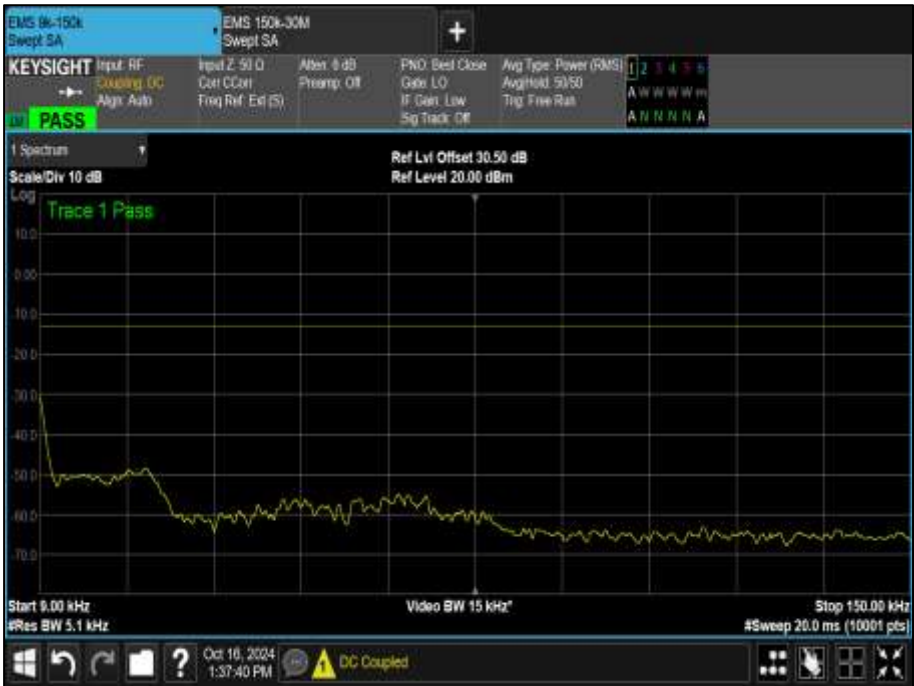 EMS 9k-150k
Swept SA
EMS 150k-30M
Swept SA
+
KEYSIGHT
Input: RF
Coupling: DC
Align: Auto
Input Z: 50 Ω
Corr CCorr
Freq Ref: Ext (S)
Atten: 6 dB
Preamp: Off
PNO: Best Close
Gate: LO
IF Gain: Low
Sig Track: Off
Avg Type: Power (RMS)
Avg|Hold: 50/50
Trig: Free Run
1 2 3 4 5 6
A W W W W W
A N N N N A
PASS
1 Spectrum
Scale/Div 10 dB
Ref Lvl Offset 30.50 dB
Ref Level 20.00 dBm
Log
Trace 1 Pass
10.0
0.00
-10.0
-20.0
-30.0
-40.0
-50.0
-60.0
-70.0
Start 9.00 kHz
Video BW 15 kHz*
Stop 150.00 kHz
#Res BW 5.1 kHz
#Sweep 20.0 ms (10001 pts)
?
Oct 16, 2024
1:37:40 PM
DC Coupled